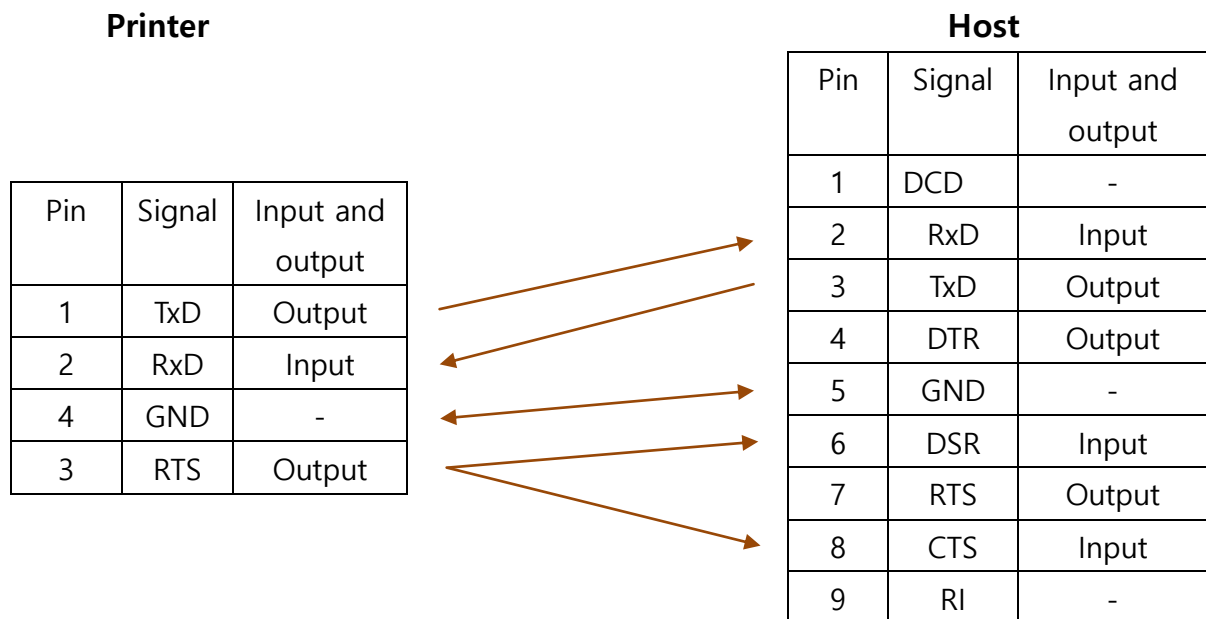 Printer
Pin Signal Input and
output
1 TxD Output
2 RxD Input
4 GND -
3 RTS Output
Host
Pin Signal Input and
output
1 DCD -
2 RxD Input
3 TxD Output
4 DTR Output
5 GND -
6 DSR Input
7 RTS Output
8 CTS Input
9 RI -